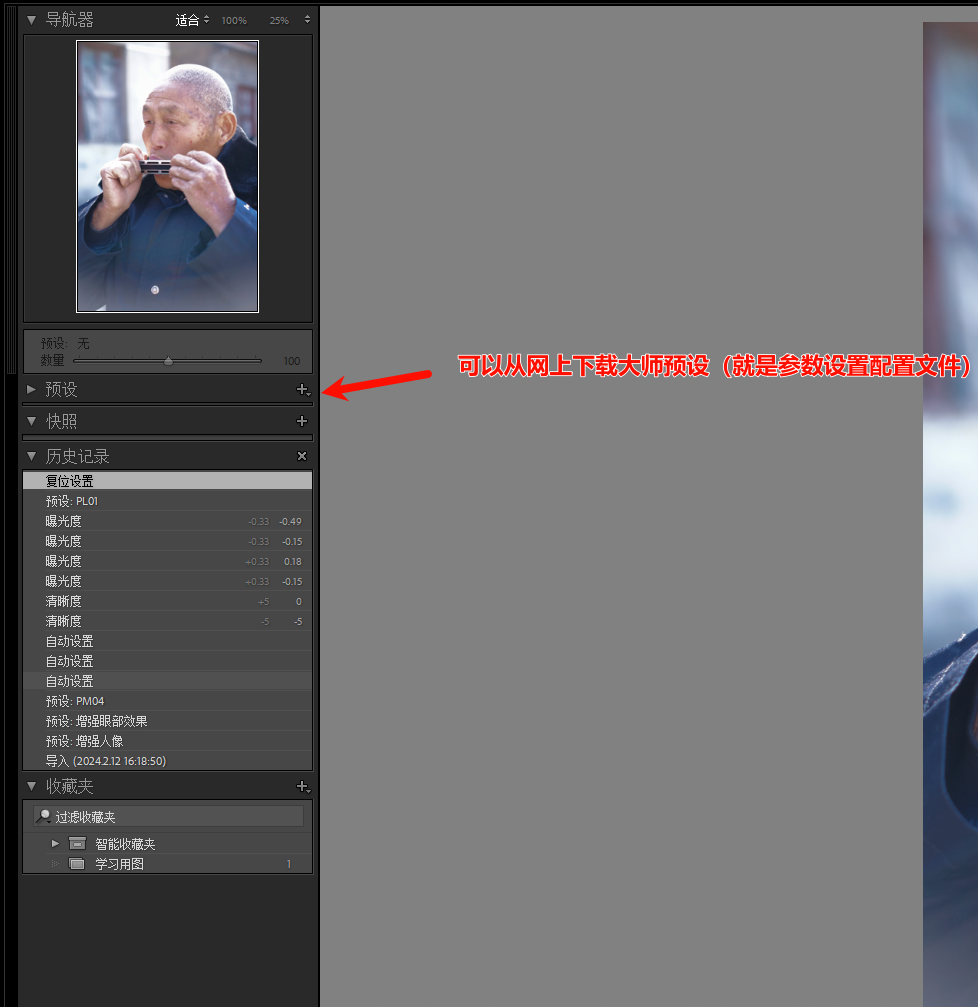 导航器 适合 100% 25%
预设: 无
数量 100
可以从网上下载大师预设（就是参数设置配置文件）
预设
快照
历史记录
复位设置
预设: PL01
曝光度 -0.33 -0.49
曝光度 -0.33 -0.15
曝光度 +0.33 0.18
曝光度 +0.33 -0.15
清晰度 +5 0
清晰度 -5 -5
自动设置
自动设置
自动设置
预设: PM04
预设: 增强眼部效果
预设: 增强人像
导入 (2024.2.12 16:18:50)
收藏夹
过滤收藏夹
智能收藏夹
学习用图 1